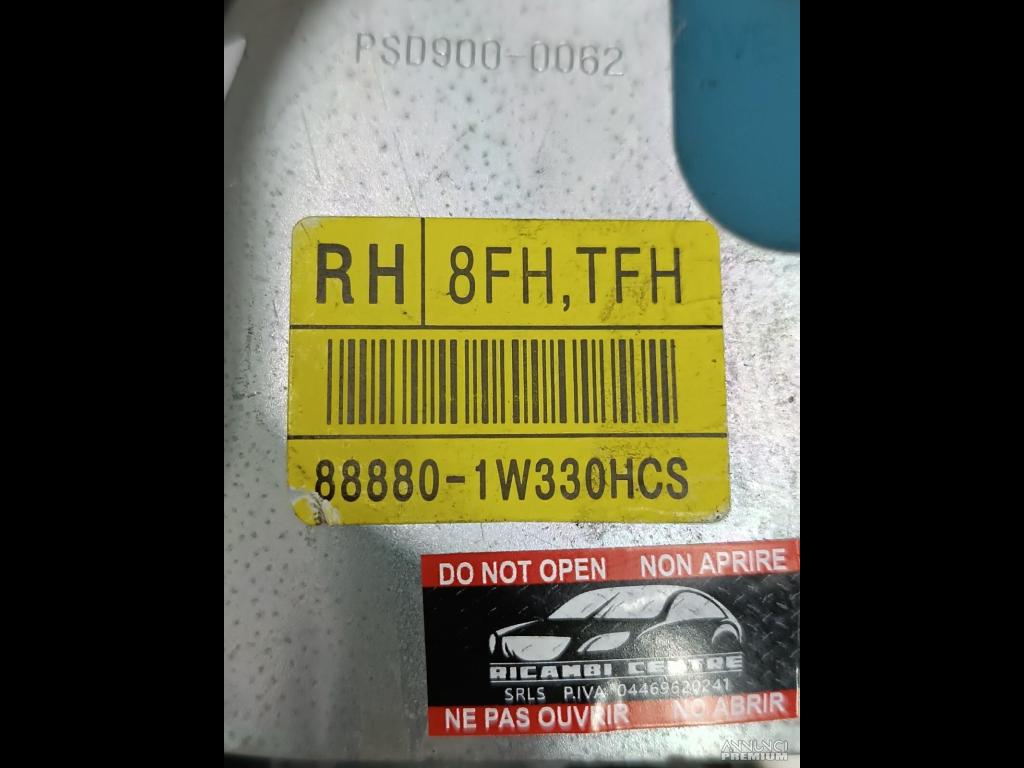 PSD900-0062
RH 8FH,TFH
88880-1W330HCS
DO NOT OPEN NON APRIRE
RICAMBI CENTRE
SRLS P.IVA 04469620241
NE PAS OUVRIR NO ABRIR
ANNUNCI
PREMIUM